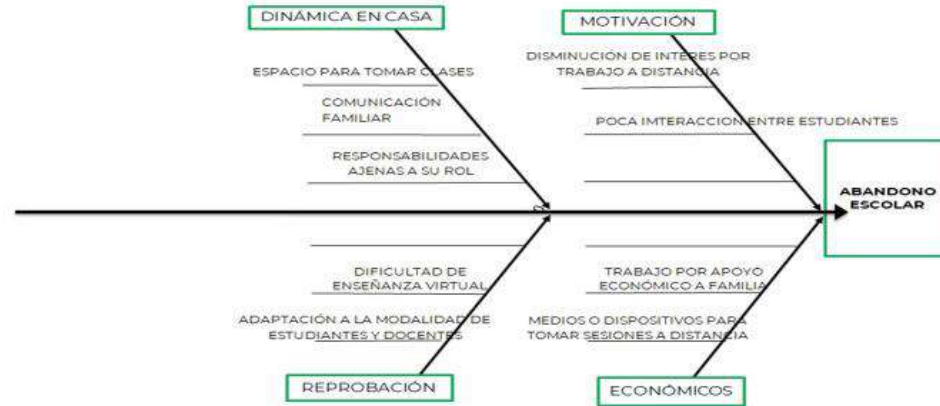 DINÁMICA EN CASA
MOTIVACIÓN
ESPACIO PARA TOMAR CLASES
DISMINUCIÓN DE INTERES POR
TRABAJO A DISTANCIA
COMUNICACIÓN
FAMILIAR
POCA IMTERACCION ENTRE ESTUDIANTES
RESPONSABILIDADES
AJENAS A SU ROL
ABANDONO
ESCOLAR
DIFICULTAD DE
ENSEÑANZA VIRTUAL
TRABAJO POR APOYO
ECONÓMICO A FAMILIA
ADAPTACIÓN A LA MODALIDAD DE
ESTUDIANTES Y DOCENTES
MEDIOS O DISPOSITIVOS PARA
TOMAR SESIONES A DISTANCIA
REPROBACIÓN
ECONÓMICOS